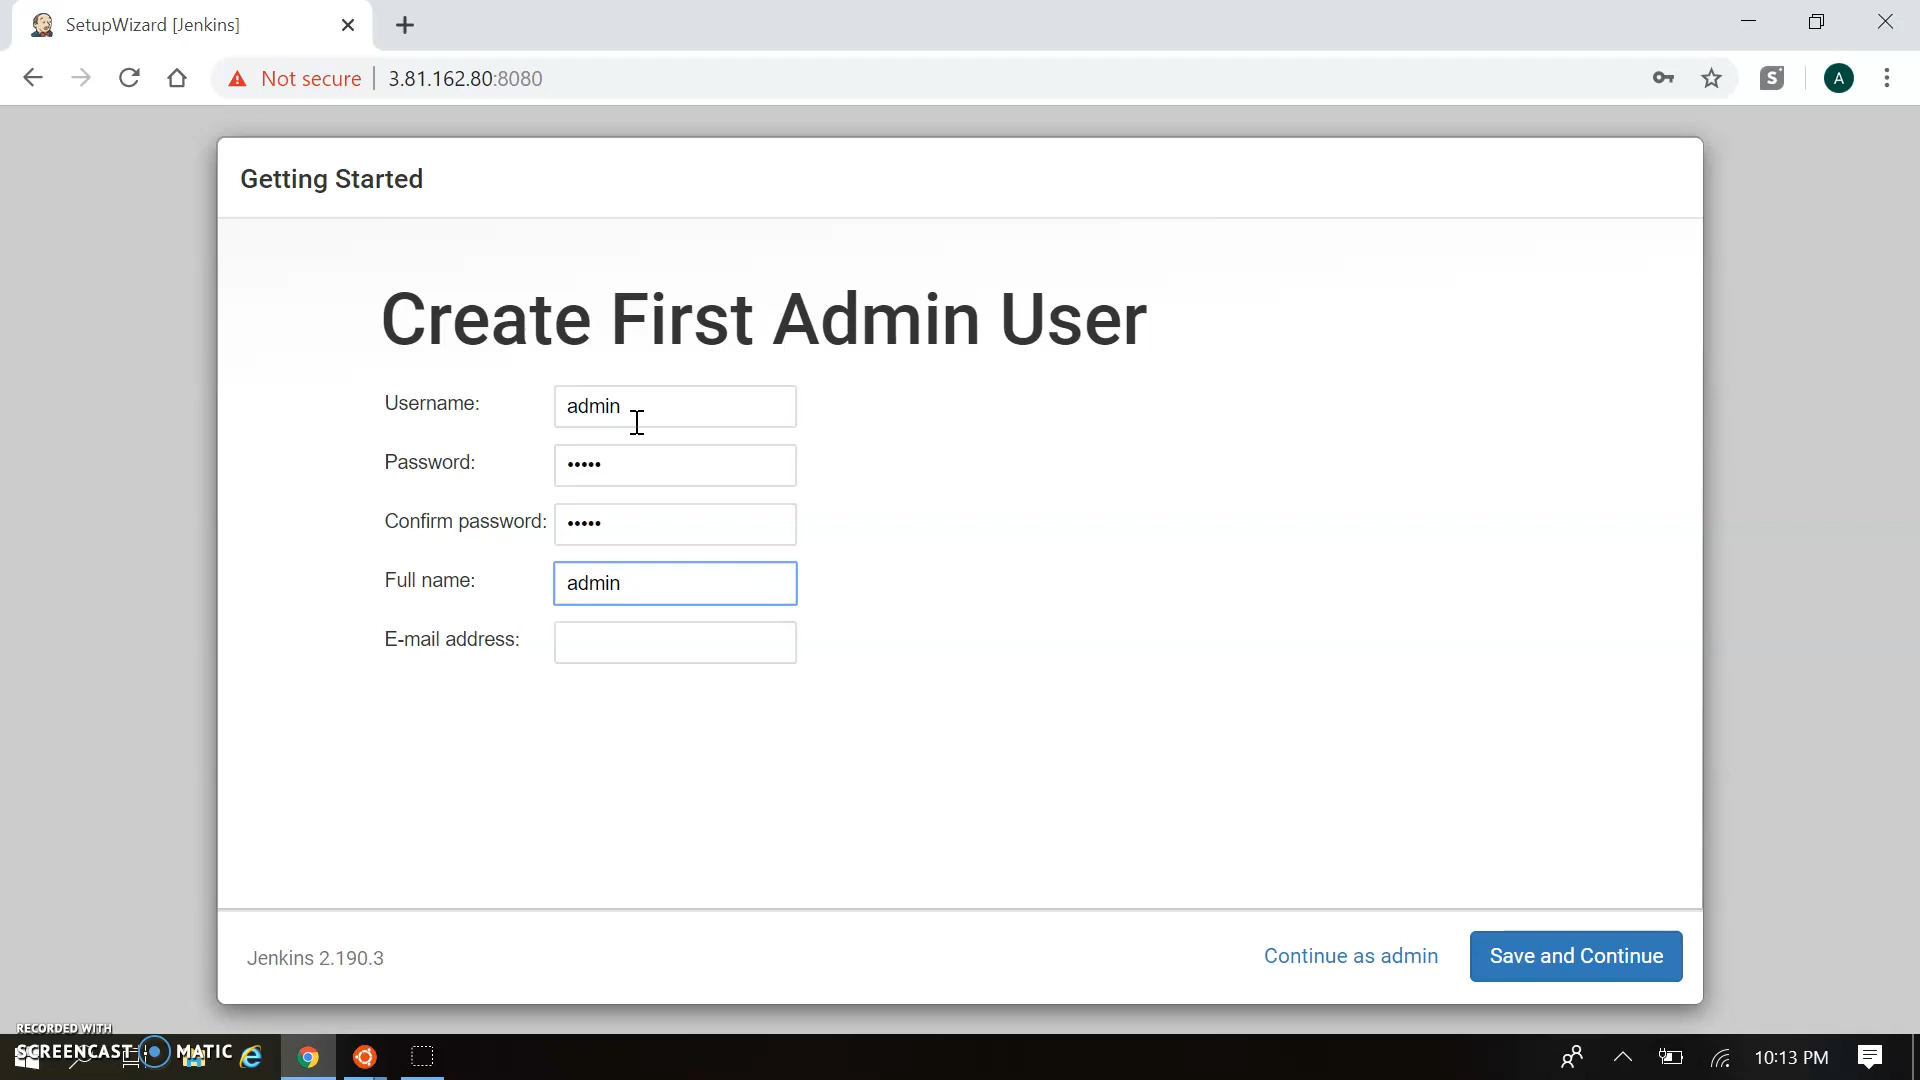 SetupWizard [Jenkins]
Not secure
3.81.162.80:8080
S
A
Getting Started
Create First Admin User
Username:
admin
Password:
•••••
Confirm password:
•••••
Full name:
admin
E-mail address:
Jenkins 2.190.3
Continue as admin
Save and Continue
RECORDED WITH
SCREENCAST MATIC
10:13 PM